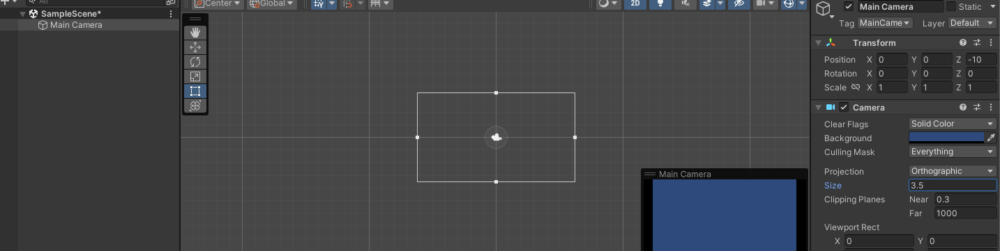 All
SampleScene*
Main Camera
Center
Global
2D
Main Camera
Main Camera
Static
Tag MainCame Layer Default
Transform
Position X 0 Y 0 Z -10
Rotation X 0 Y 0 Z 0
Scale X 1 Y 1 Z 1
Camera
Clear Flags Solid Color
Background
Culling Mask Everything
Projection Orthographic
Size 3.5
Clipping Planes Near 0.3
Far 1000
Viewport Rect
X 0 Y 0